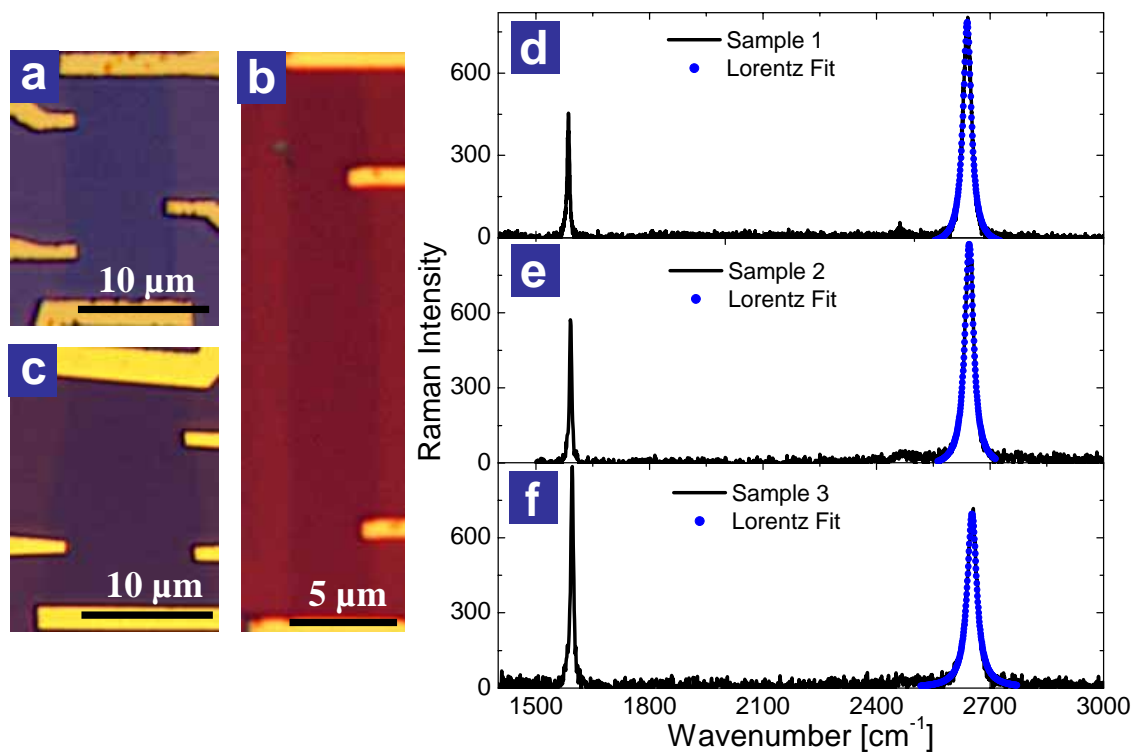 a
10 μm
b
5 μm
c
10 μm
Raman Intensity
d
Sample 1
Lorentz Fit
600
300
0
e
Sample 2
Lorentz Fit
600
300
0
f
Sample 3
Lorentz Fit
600
300
0
1500 1800 2100 2400 2700 3000
Wavenumber [cm⁻¹]